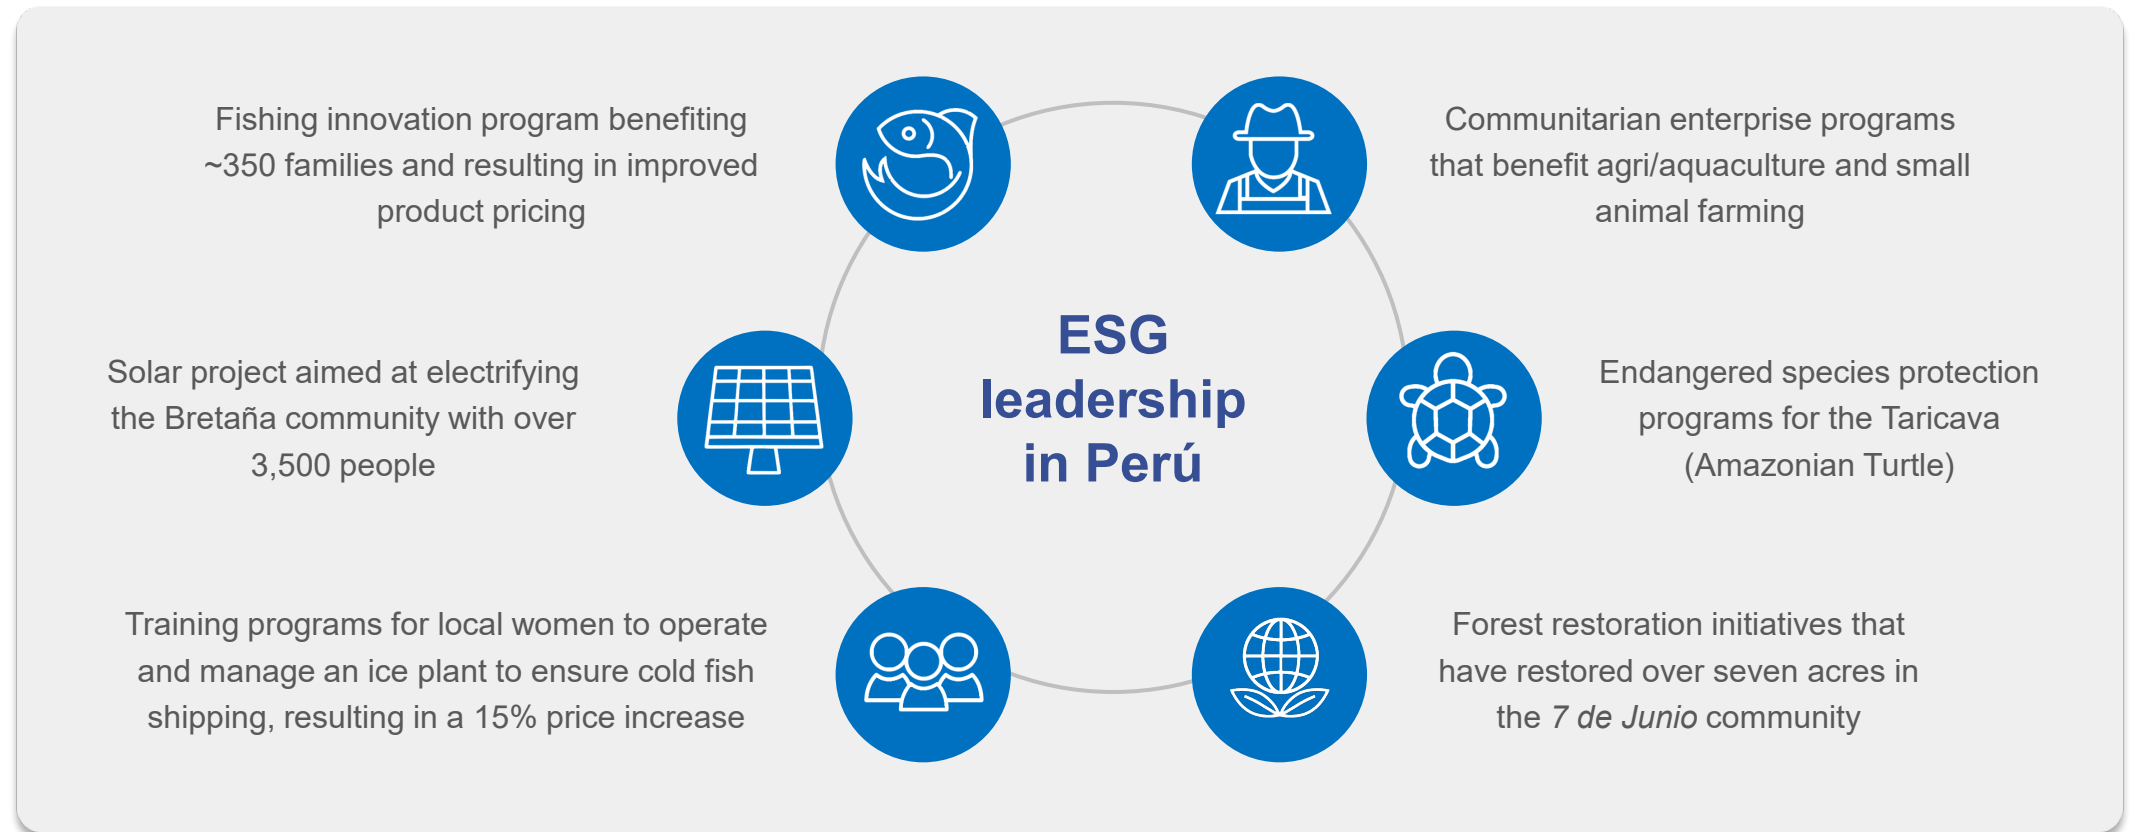 Fishing innovation program benefiting
~350 families and resulting in improved
product pricing
Communitarian enterprise programs
that benefit agri/aquaculture and small
animal farming
ESG
leadership
in Perú
Solar project aimed at electrifying
the Bretaña community with over
3,500 people
Endangered species protection
programs for the Taricava
(Amazonian Turtle)
Training programs for local women to operate
and manage an ice plant to ensure cold fish
shipping, resulting in a 15% price increase
Forest restoration initiatives that
have restored over seven acres in
the 7 de Junio community